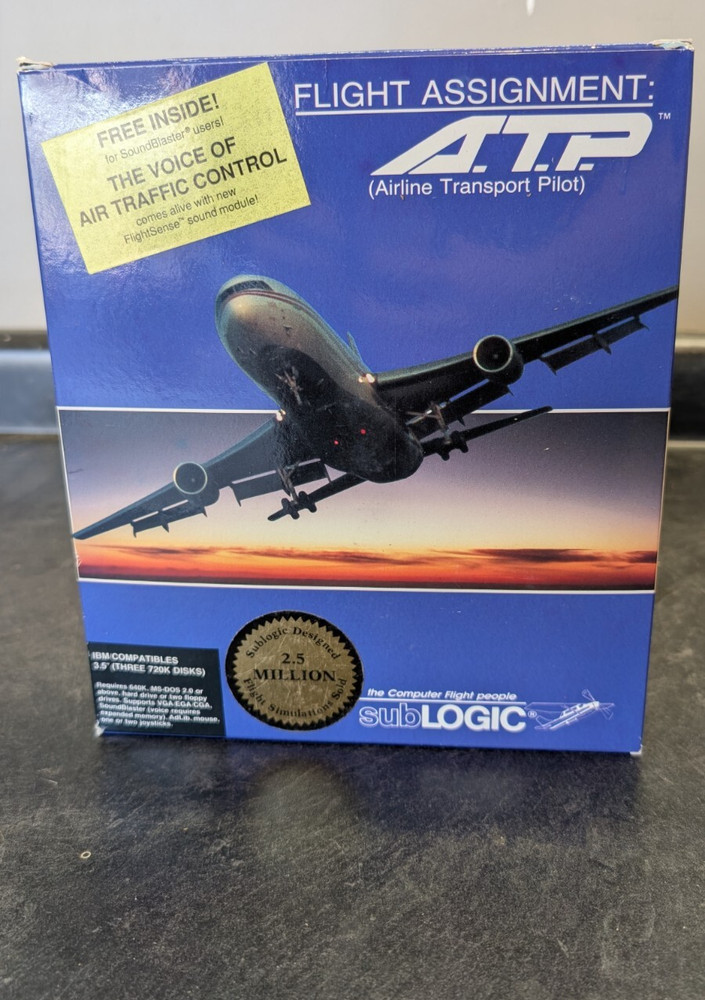 FREE INSIDE!
for SoundBlaster® users!
THE VOICE OF
AIR TRAFFIC CONTROL
comes alive with new
FlightSense™ sound module!
FLIGHT ASSIGNMENT:
A.T.P.™
(Airline Transport Pilot)
IBM/COMPATIBLES
3.5" (THREE 720K DISKS)
Requires 640K, MS-DOS 2.0 or
above, hard drive or two floppy
drives. Supports VGA/EGA/CGA,
SoundBlaster (voice requires
expanded memory), AdLib, mouse,
one or two joysticks.
Sublogic Designed
2.5
MILLION
Flight Simulations Sold
the Computer Flight people
subLOGIC®